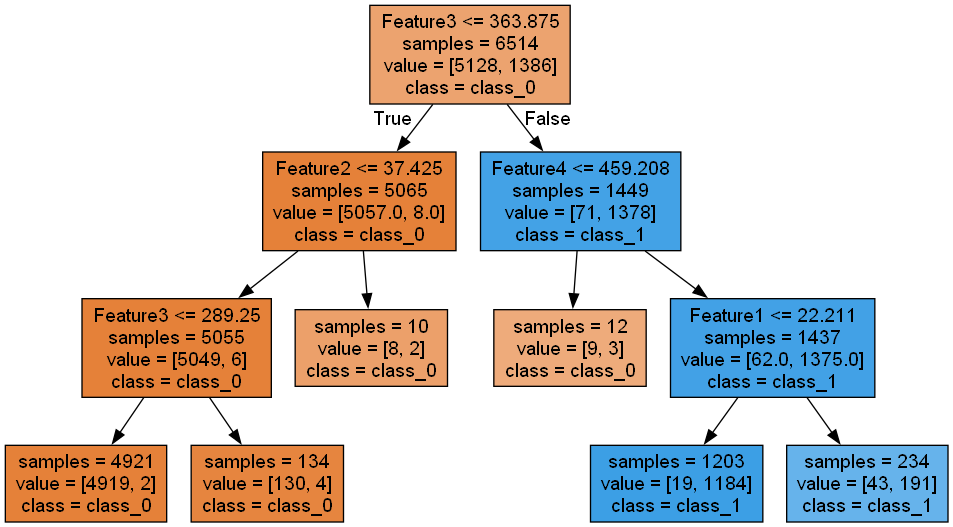 Feature3 <= 363.875
samples = 6514
value = [5128, 1386]
class = class_0
True
False
Feature2 <= 37.425
samples = 5065
value = [5057.0, 8.0]
class = class_0
Feature4 <= 459.208
samples = 1449
value = [71, 1378]
class = class_1
Feature3 <= 289.25
samples = 5055
value = [5049, 6]
class = class_0
samples = 10
value = [8, 2]
class = class_0
samples = 12
value = [9, 3]
class = class_0
Feature1 <= 22.211
samples = 1437
value = [62.0, 1375.0]
class = class_1
samples = 4921
value = [4919, 2]
class = class_0
samples = 134
value = [130, 4]
class = class_0
samples = 1203
value = [19, 1184]
class = class_1
samples = 234
value = [43, 191]
class = class_1